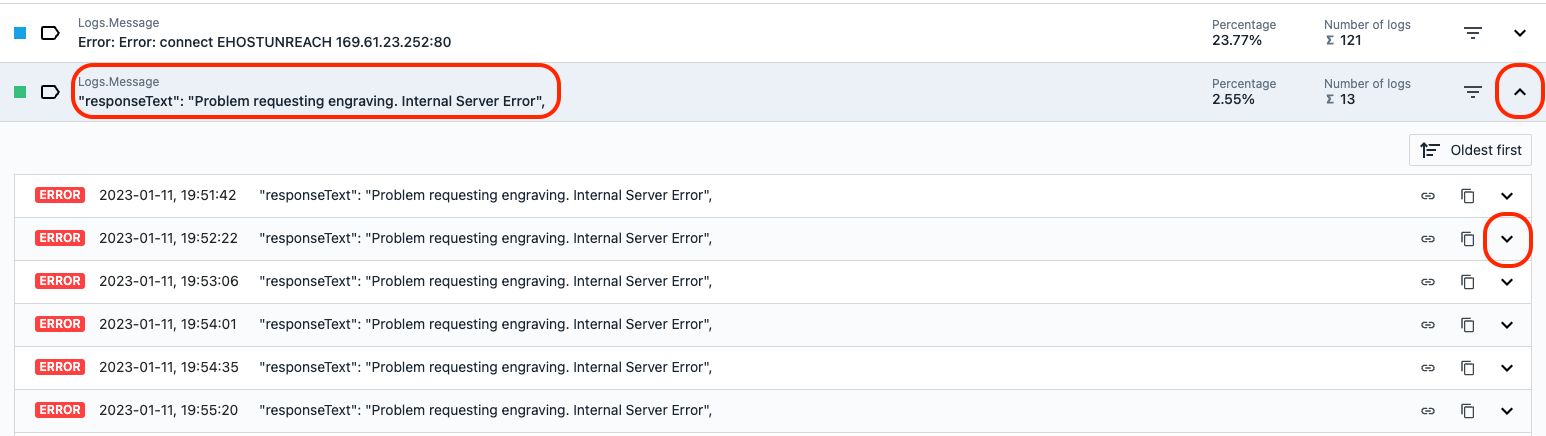 Logs.Message
Error: Error: connect EHOSTUNREACH 169.61.23.252:80
Percentage
23.77%
Number of logs
Σ 121
Logs.Message
"responseText": "Problem requesting engraving. Internal Server Error",
Percentage
2.55%
Number of logs
Σ 13
Oldest first
ERROR 2023-01-11, 19:51:42 "responseText": "Problem requesting engraving. Internal Server Error",
ERROR 2023-01-11, 19:52:22 "responseText": "Problem requesting engraving. Internal Server Error",
ERROR 2023-01-11, 19:53:06 "responseText": "Problem requesting engraving. Internal Server Error",
ERROR 2023-01-11, 19:54:01 "responseText": "Problem requesting engraving. Internal Server Error",
ERROR 2023-01-11, 19:54:35 "responseText": "Problem requesting engraving. Internal Server Error",
ERROR 2023-01-11, 19:55:20 "responseText": "Problem requesting engraving. Internal Server Error",